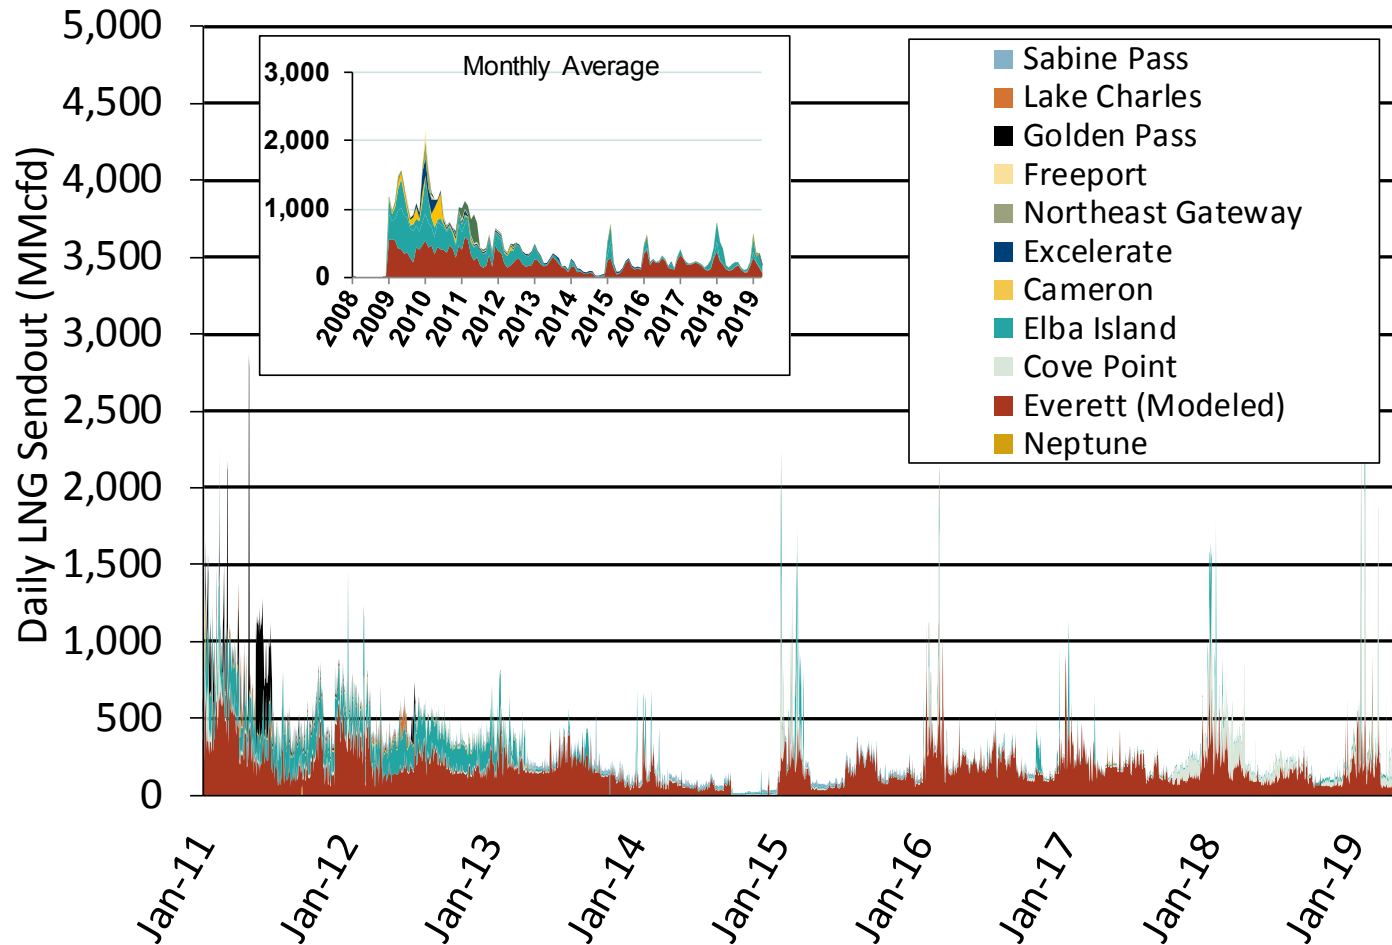 Daily LNG Sendout (MMcfd)
5,000
4,500
4,000
3,500
3,000
2,500
2,000
1,500
1,000
500
0
Jan-11
Jan-12
Jan-13
Jan-14
Jan-15
Jan-16
Jan-17
Jan-18
Jan-19
Monthly Average
3,000
2,000
1,000
0
2008
2009
2010
2011
2012
2013
2014
2015
2016
2017
2018
2019
Sabine Pass
Lake Charles
Golden Pass
Freeport
Northeast Gateway
Excelerate
Cameron
Elba Island
Cove Point
Everett (Modeled)
Neptune